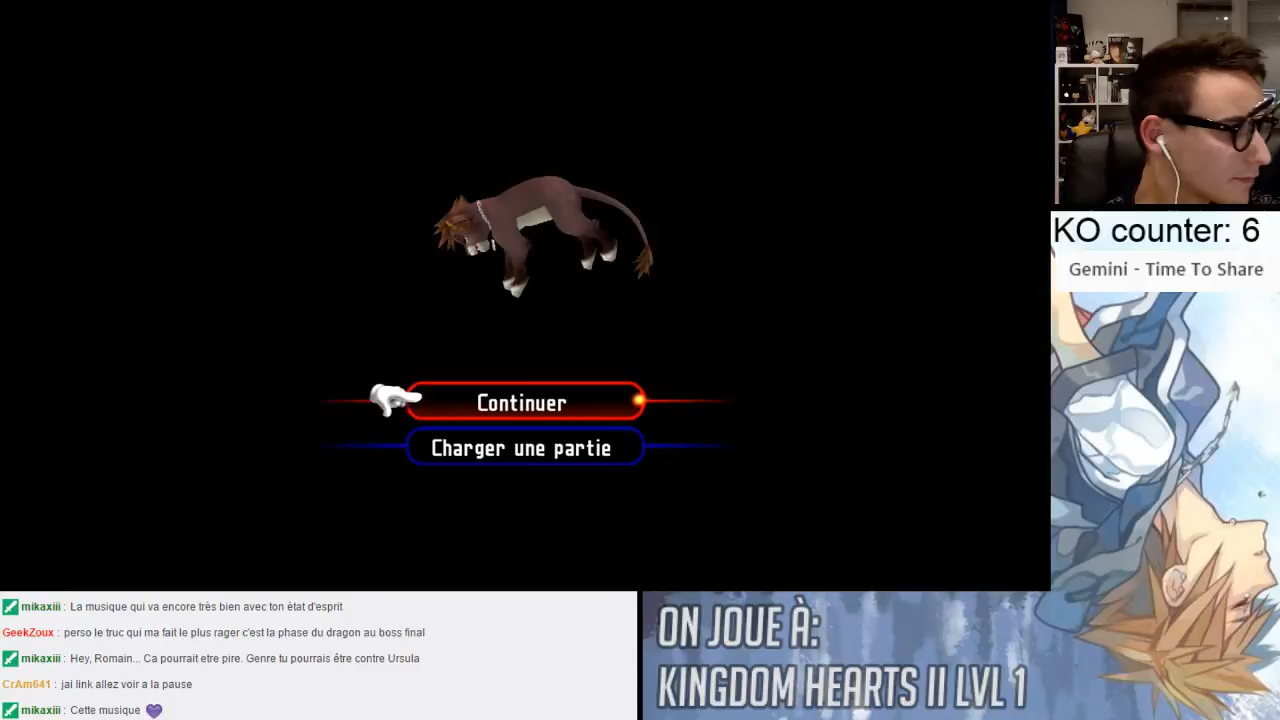 KO counter: 6
Gemini - Time To Share
Continuer
Charger une partie
mikaxiii : La musique qui va encore très bien avec ton ètat d'esprit
GeekZoux : perso le truc qui ma fait le plus rager c'est la phase du dragon au boss final
mikaxiii : Hey, Romain... Ca pourrait etre pire. Genre tu pourrais être contre Ursula
CrAm641 : jai link allez voir a la pause
mikaxiii : Cette musique 💜
ON JOUE À:
KINGDOM HEARTS II LVL 1